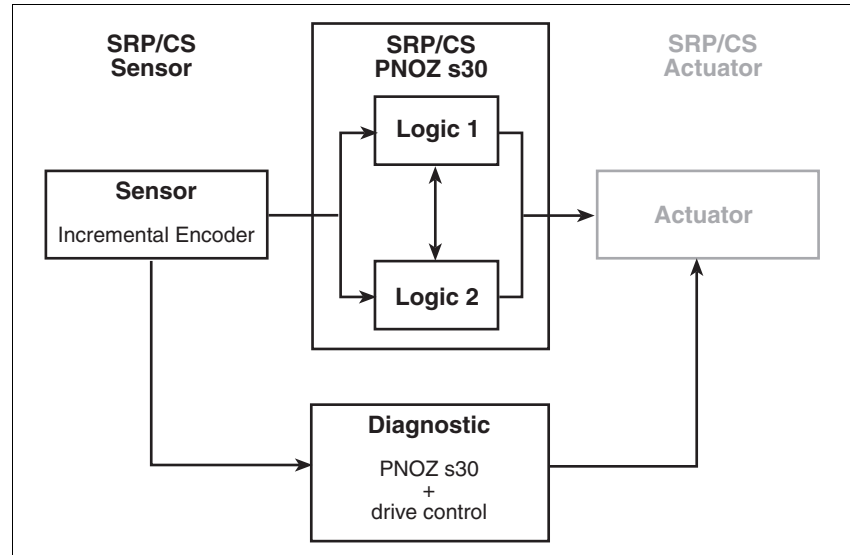 SRP/CS
Sensor
SRP/CS
PNOZ s30
SRP/CS
Actuator
Logic 1
Sensor
Incremental Encoder
Actuator
Logic 2
Diagnostic
PNOZ s30
+
drive control